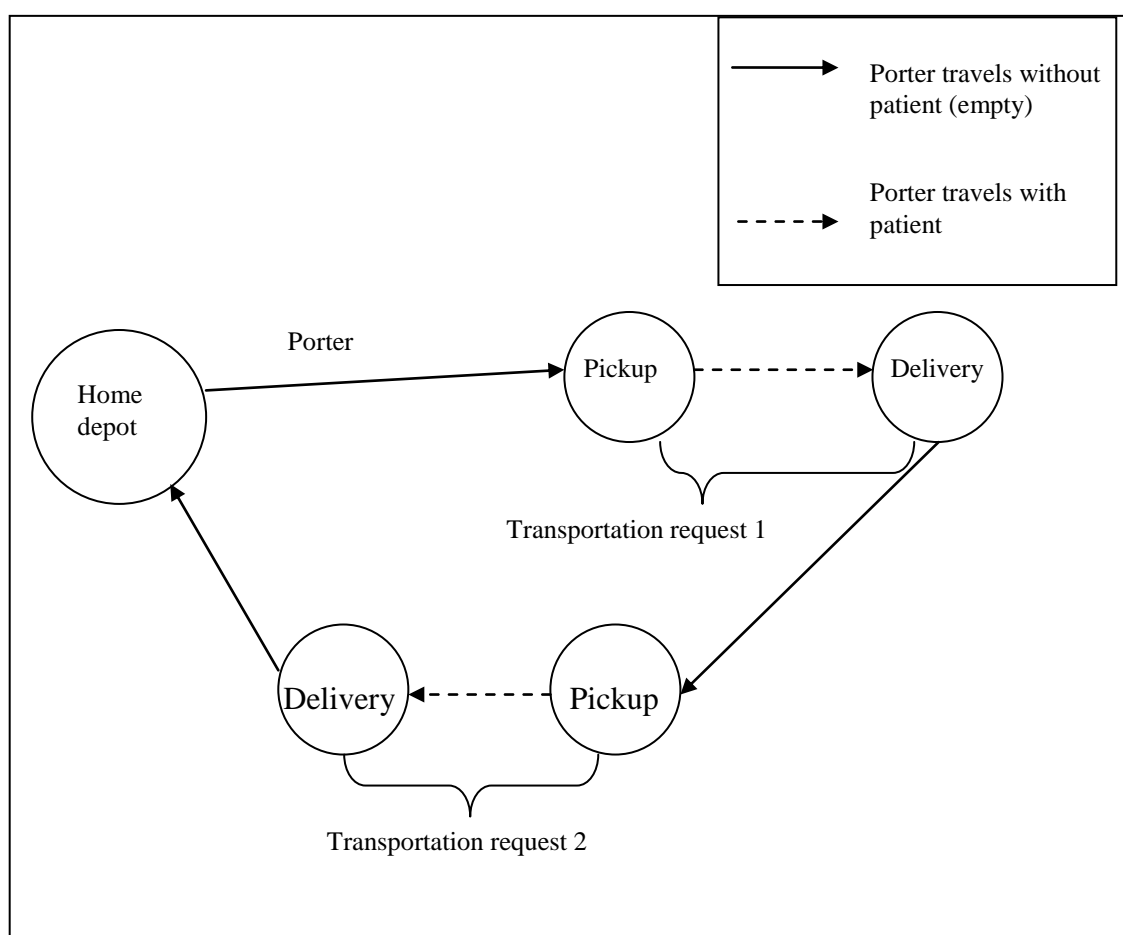 Porter travels without
patient (empty)
Porter travels with
patient
Porter
Pickup
Delivery
Home
depot
Transportation request 1
Delivery
Pickup
Transportation request 2